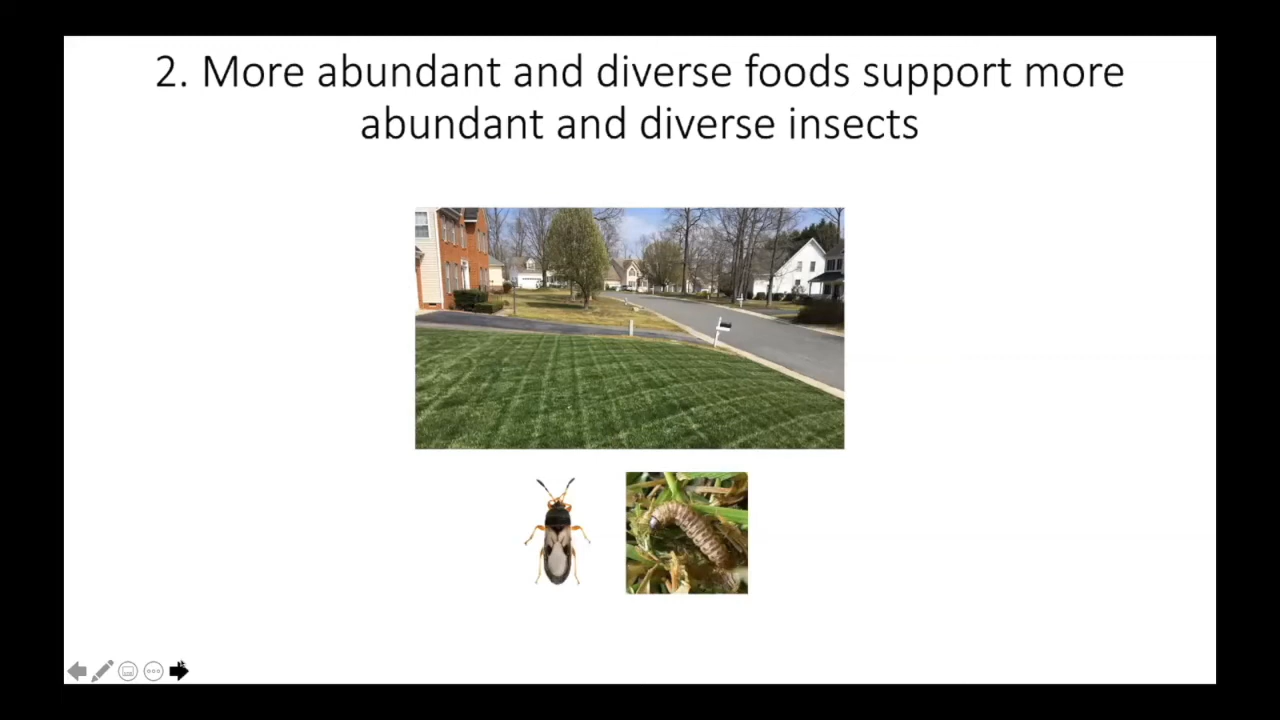 2. More abundant and diverse foods support more
abundant and diverse insects